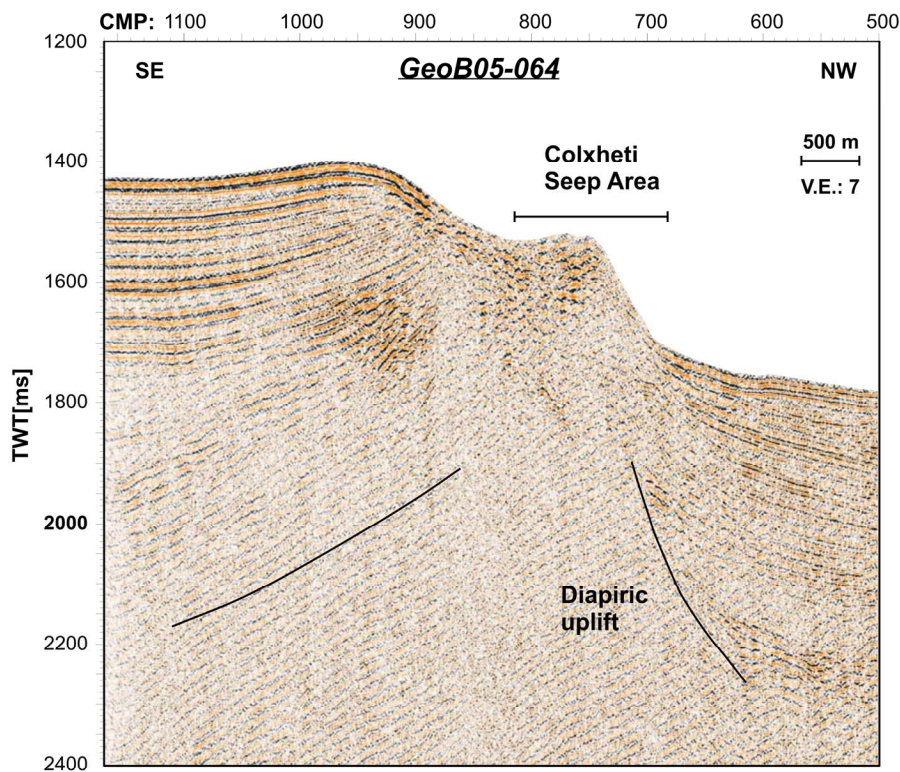 CMP: 1100 1000 900 800 700 600 500
1200
SE GeoB05-064 NW
500 m
V.E.: 7
Colxheti
Seep Area
1400
1600
1800
TWT[ms]
2000
Diapiric
uplift
2200
2400